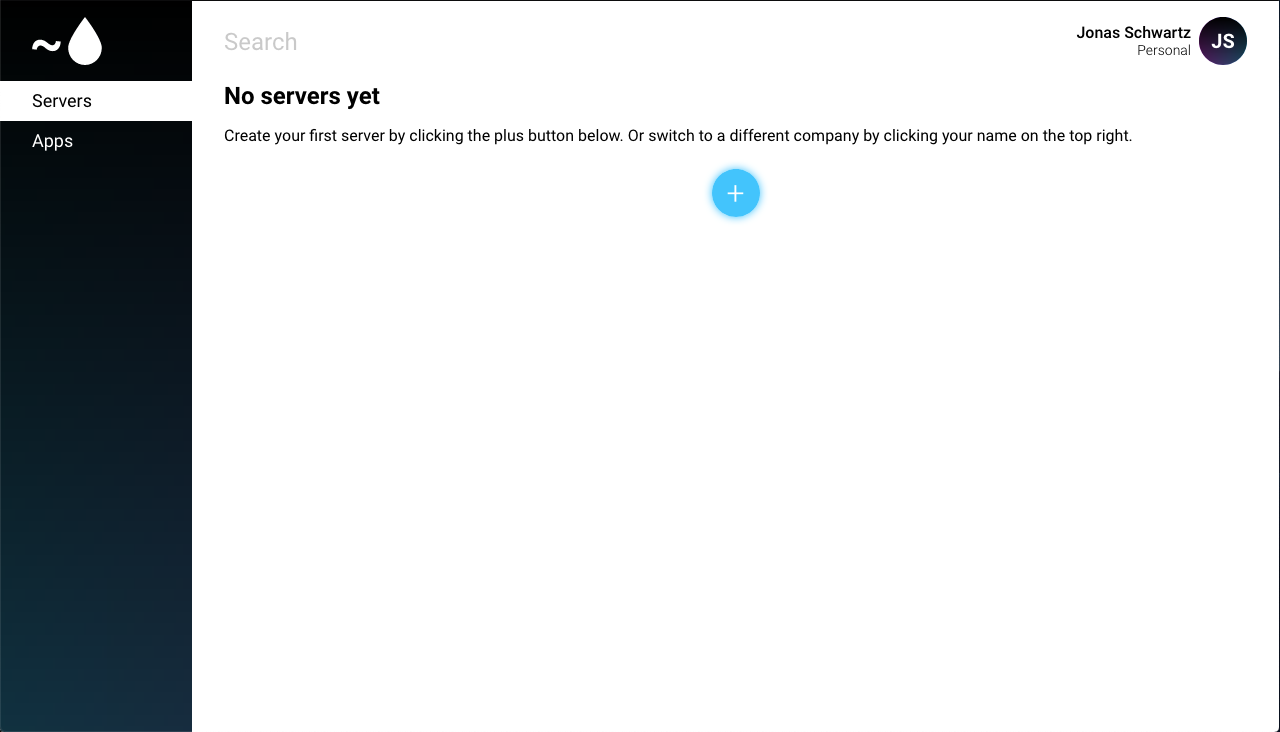 ~
Servers
Apps
Search
Jonas Schwartz
Personal
JS
No servers yet
Create your first server by clicking the plus button below. Or switch to a different company by clicking your name on the top right.
+